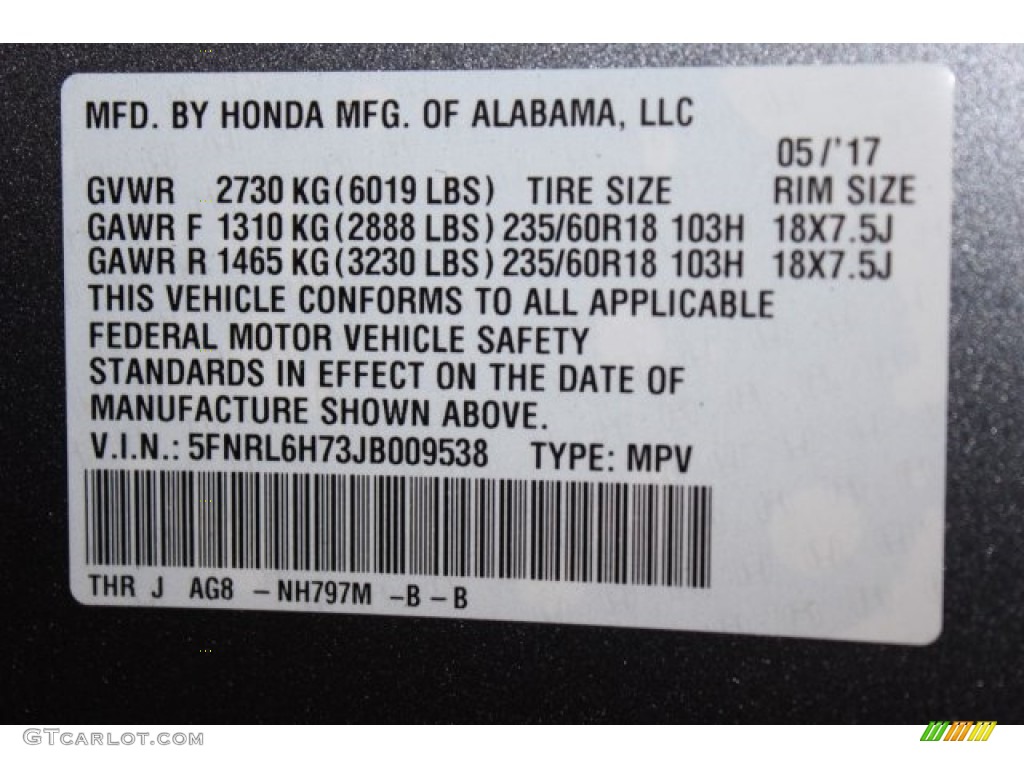 MFD. BY HONDA MFG. OF ALABAMA, LLC
05/'17
GVWR 2730 KG(6019 LBS) TIRE SIZE RIM SIZE
GAWR F 1310 KG(2888 LBS) 235/60R18 103H 18X7.5J
GAWR R 1465 KG(3230 LBS) 235/60R18 103H 18X7.5J
THIS VEHICLE CONFORMS TO ALL APPLICABLE
FEDERAL MOTOR VEHICLE SAFETY
STANDARDS IN EFFECT ON THE DATE OF
MANUFACTURE SHOWN ABOVE.
V.I.N.: 5FNRL6H73JB009538 TYPE: MPV
THR J AG8 – NH797M –B – B
GTCARLOT.COM